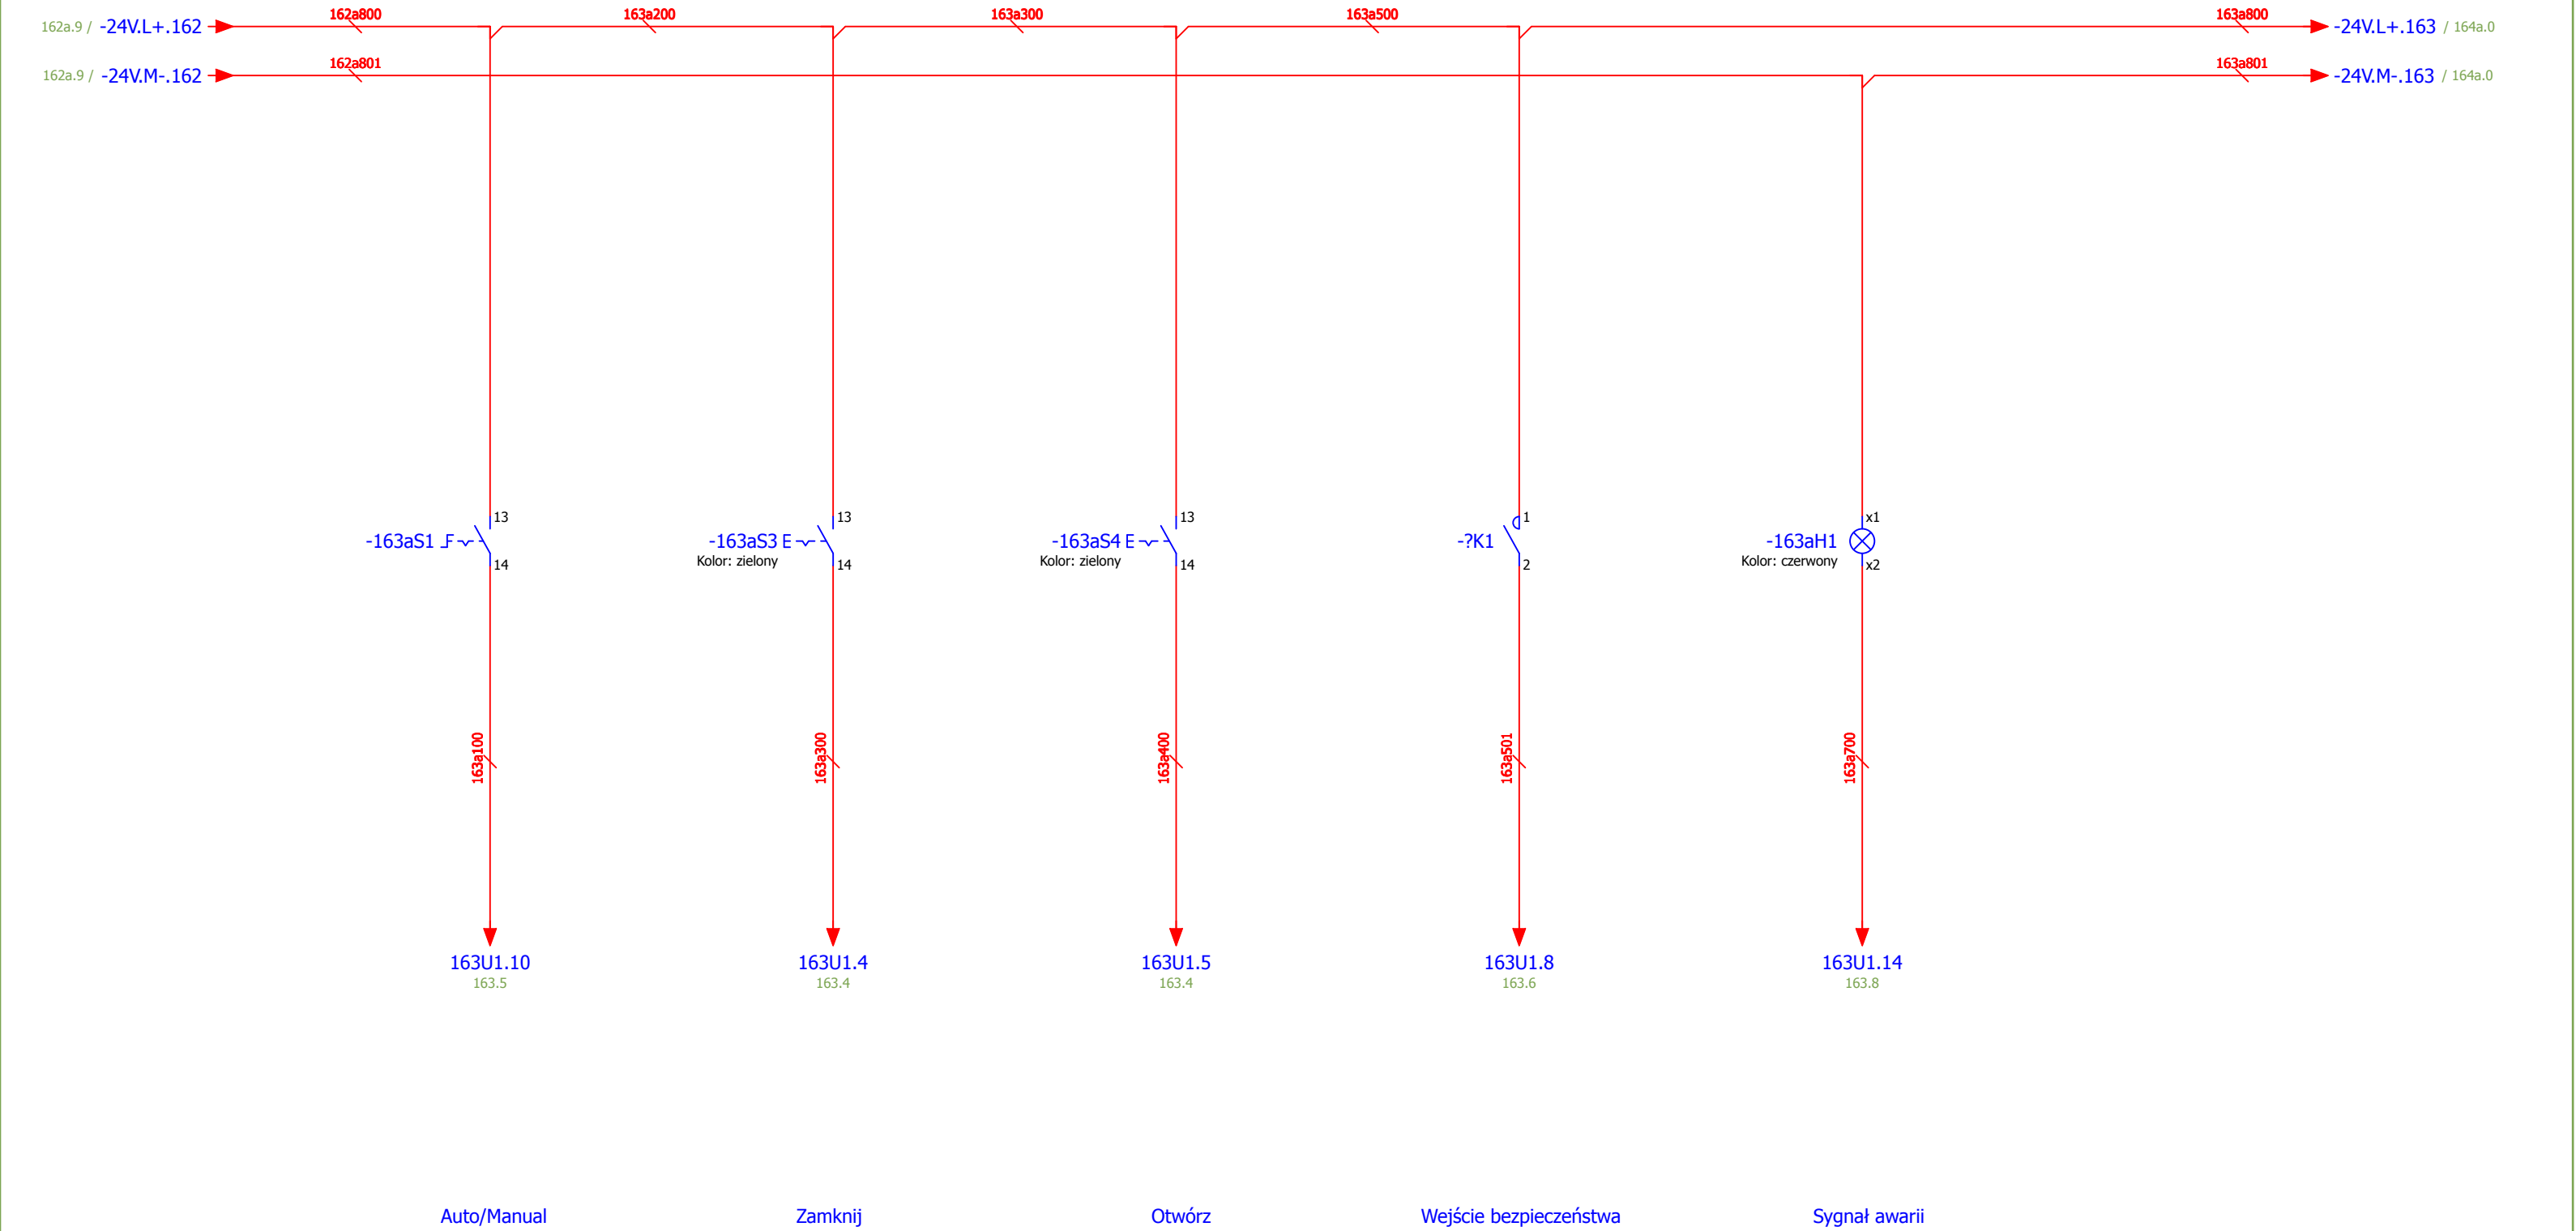 162a800 163a200 163a300 163a500 163a800
162a.9 / -24V.L+.162 -24V.L+.163 / 164a.0
162a801 163a801
162a.9 / -24V.M-.162 -24V.M-.163 / 164a.0
13 13 13 1 x1
-163aS1 -163aS3 E -163aS4 E -?K1 -163aH1
Kolor: zielony Kolor: zielony Kolor: czerwony
14 14 14 2 x2
163a100 163a300 163a400 163a501 163a700
163U1.10 163U1.4 163U1.5 163U1.8 163U1.14
163.5 163.4 163.4 163.6 163.8
Auto/Manual Zamknij Otwórz Wejście bezpieczeństwa Sygnał awarii